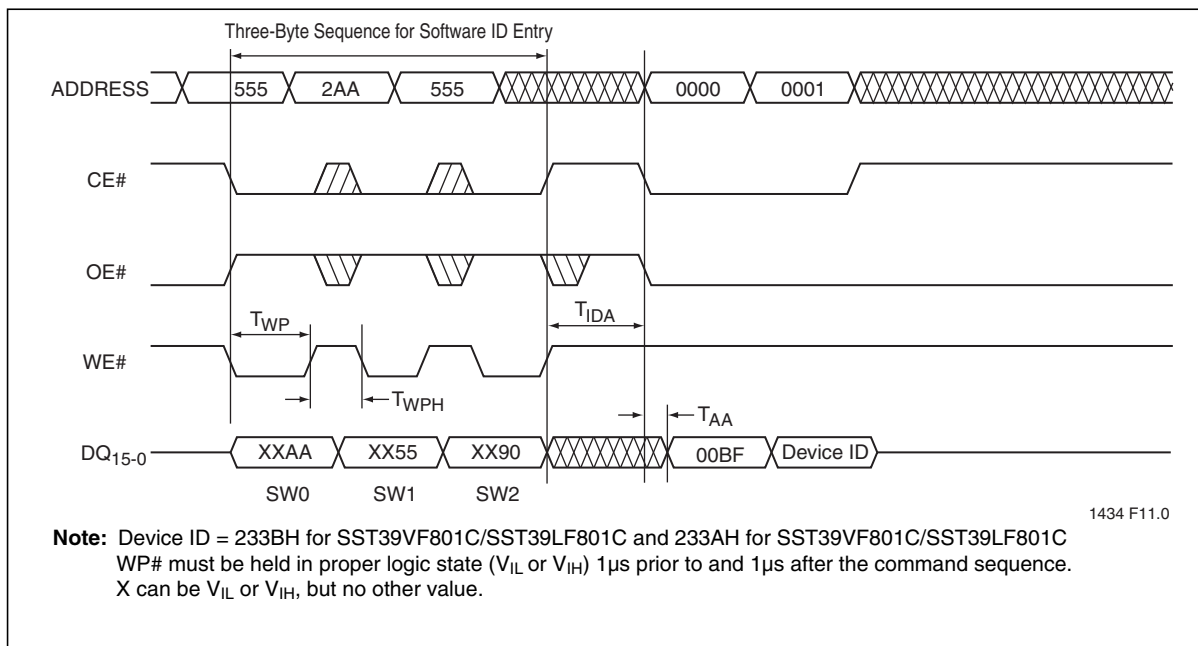 Three-Byte Sequence for Software ID Entry
ADDRESS 555 2AA 555 0000 0001
CE#
OE#
TWP TIDA
WE#
TWPH TAA
DQ15-0 XXAA XX55 XX90 00BF Device ID
SW0 SW1 SW2
1434 F11.0
Note: Device ID = 233BH for SST39VF801C/SST39LF801C and 233AH for SST39VF801C/SST39LF801C
WP# must be held in proper logic state (VIL or VIH) 1µs prior to and 1µs after the command sequence.
X can be VIL or VIH, but no other value.